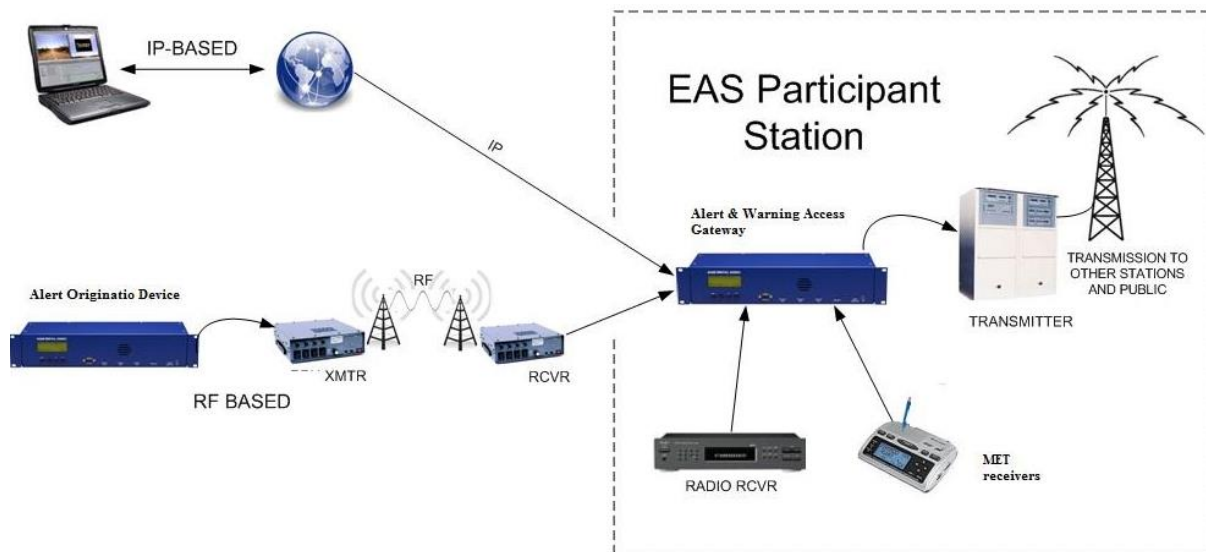 IP-BASED
EAS Participant
Station
IP
Alert & Warning Access
Gateway
TRANSMISSION TO
OTHER STATIONS
AND PUBLIC
TRANSMITTER
RF
Alert Originatio Device
XMTR
RCVR
RF BASED
RADIO RCVR
MET
receivers